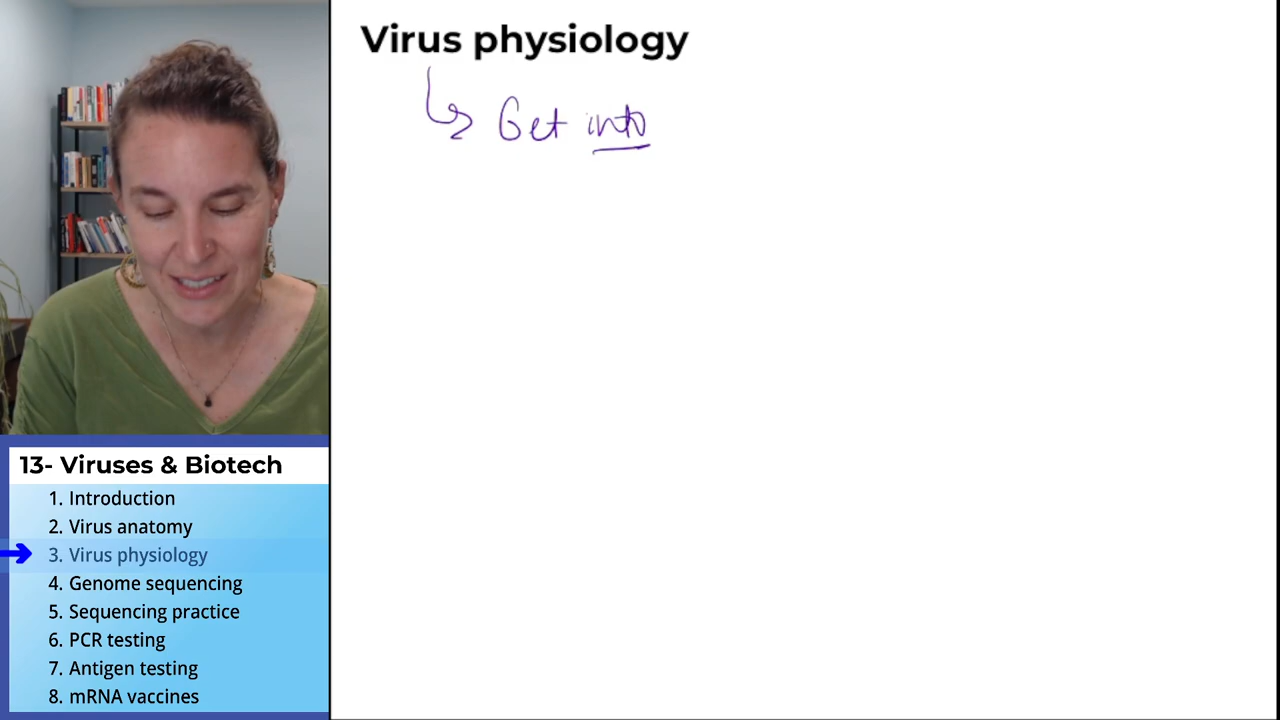 Virus physiology
Get into
13- Viruses & Biotech
1. Introduction
2. Virus anatomy
3. Virus physiology
4. Genome sequencing
5. Sequencing practice
6. PCR testing
7. Antigen testing
8. mRNA vaccines